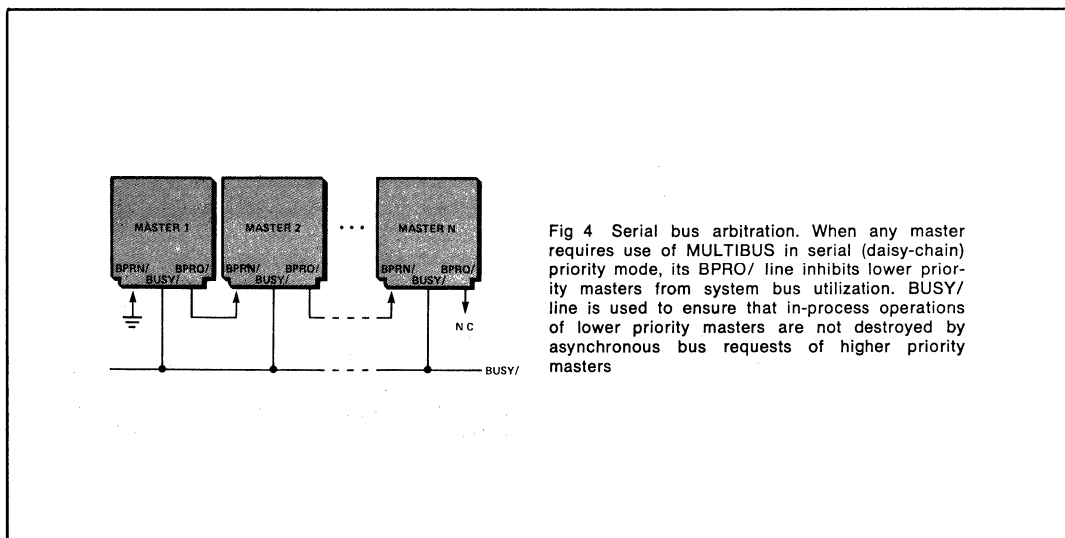 MASTER 1 MASTER 2 • • • MASTER N
BPRN/ BPRO/ BPRN/ BPRO/ BPRN/ BPRO/
BUSY/ BUSY/ BUSY/
N C
BUSY/
Fig 4 Serial bus arbitration. When any master
requires use of MULTIBUS in serial (daisy-chain)
priority mode, its BPRO/ line inhibits lower prior-
ity masters from system bus utilization. BUSY/
line is used to ensure that in-process operations
of lower priority masters are not destroyed by
asynchronous bus requests of higher priority
masters